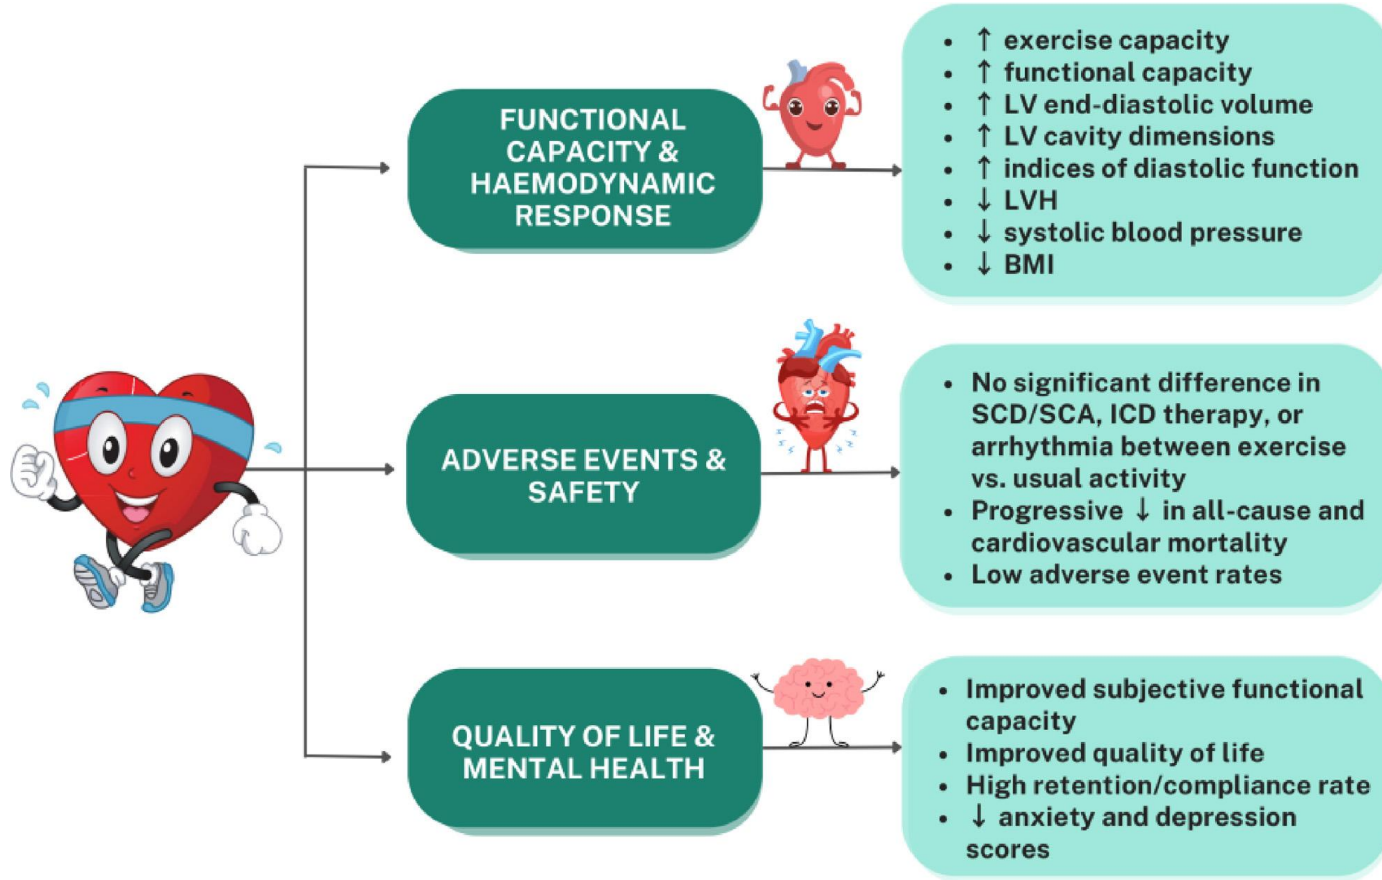 FUNCTIONAL
CAPACITY &
HAEMODYNAMIC
RESPONSE
• ↑ exercise capacity
• ↑ functional capacity
• ↑ LV end-diastolic volume
• ↑ LV cavity dimensions
• ↑ indices of diastolic function
• ↓ LVH
• ↓ systolic blood pressure
• ↓ BMI
ADVERSE EVENTS &
SAFETY
• No significant difference in
SCD/SCA, ICD therapy, or
arrhythmia between exercise
vs. usual activity
• Progressive ↓ in all-cause and
cardiovascular mortality
• Low adverse event rates
QUALITY OF LIFE &
MENTAL HEALTH
• Improved subjective functional
capacity
• Improved quality of life
• High retention/compliance rate
• ↓ anxiety and depression
scores